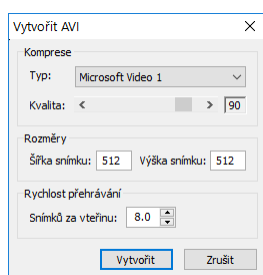 Vytvořit AVI
Komprese
Typ: Microsoft Video 1
Kvalita: 90
Rozměry
Šířka snímku: 512 Výška snímku: 512
Rychlost přehrávání
Snímků za vteřinu: 8.0
Vytvořit Zrušit